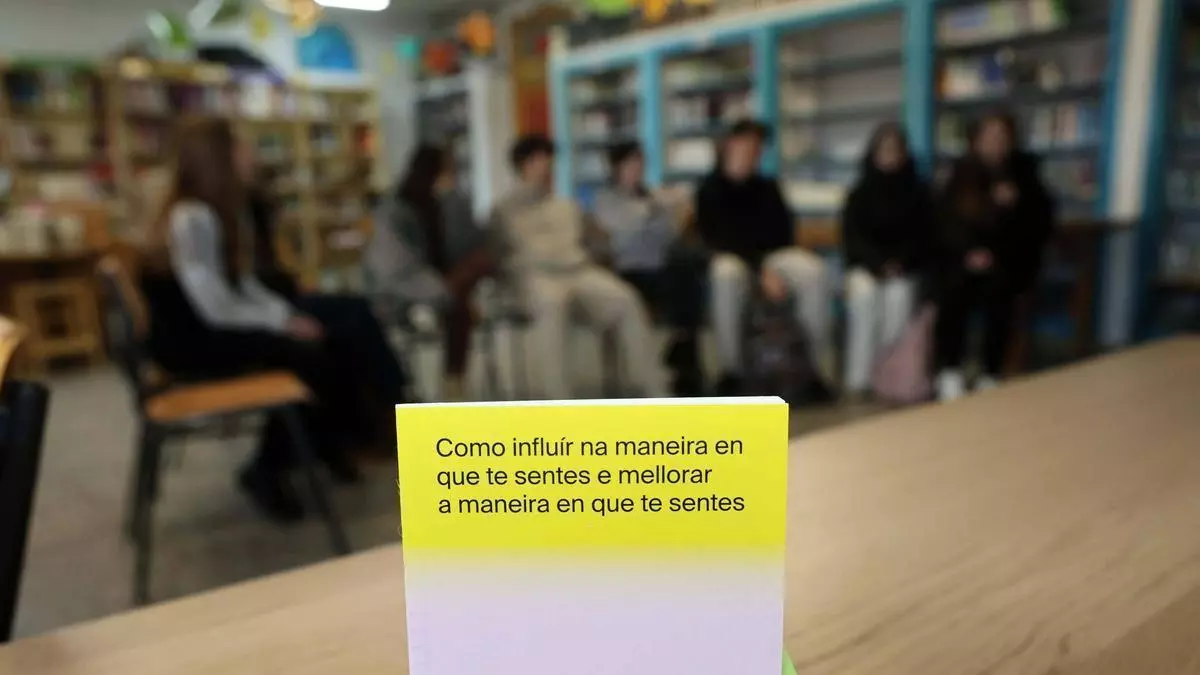 Como influír na maneira en
que te sentes e mellorar
a maneira en que te sentes